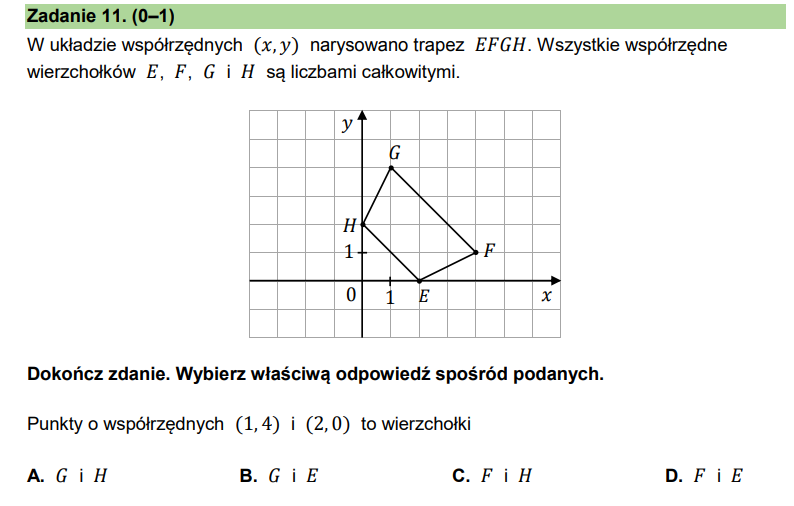 Zadanie 11. (0–1)
W układzie współrzędnych (x, y) narysowano trapez EFGH. Wszystkie współrzędne
wierzchołków E, F, G i H są liczbami całkowitymi.
y
G
H
1
F
0 1 E x
Dokończ zdanie. Wybierz właściwą odpowiedź spośród podanych.
Punkty o współrzędnych (1, 4) i (2, 0) to wierzchołki
A. G i H B. G i E C. F i H D. F i E